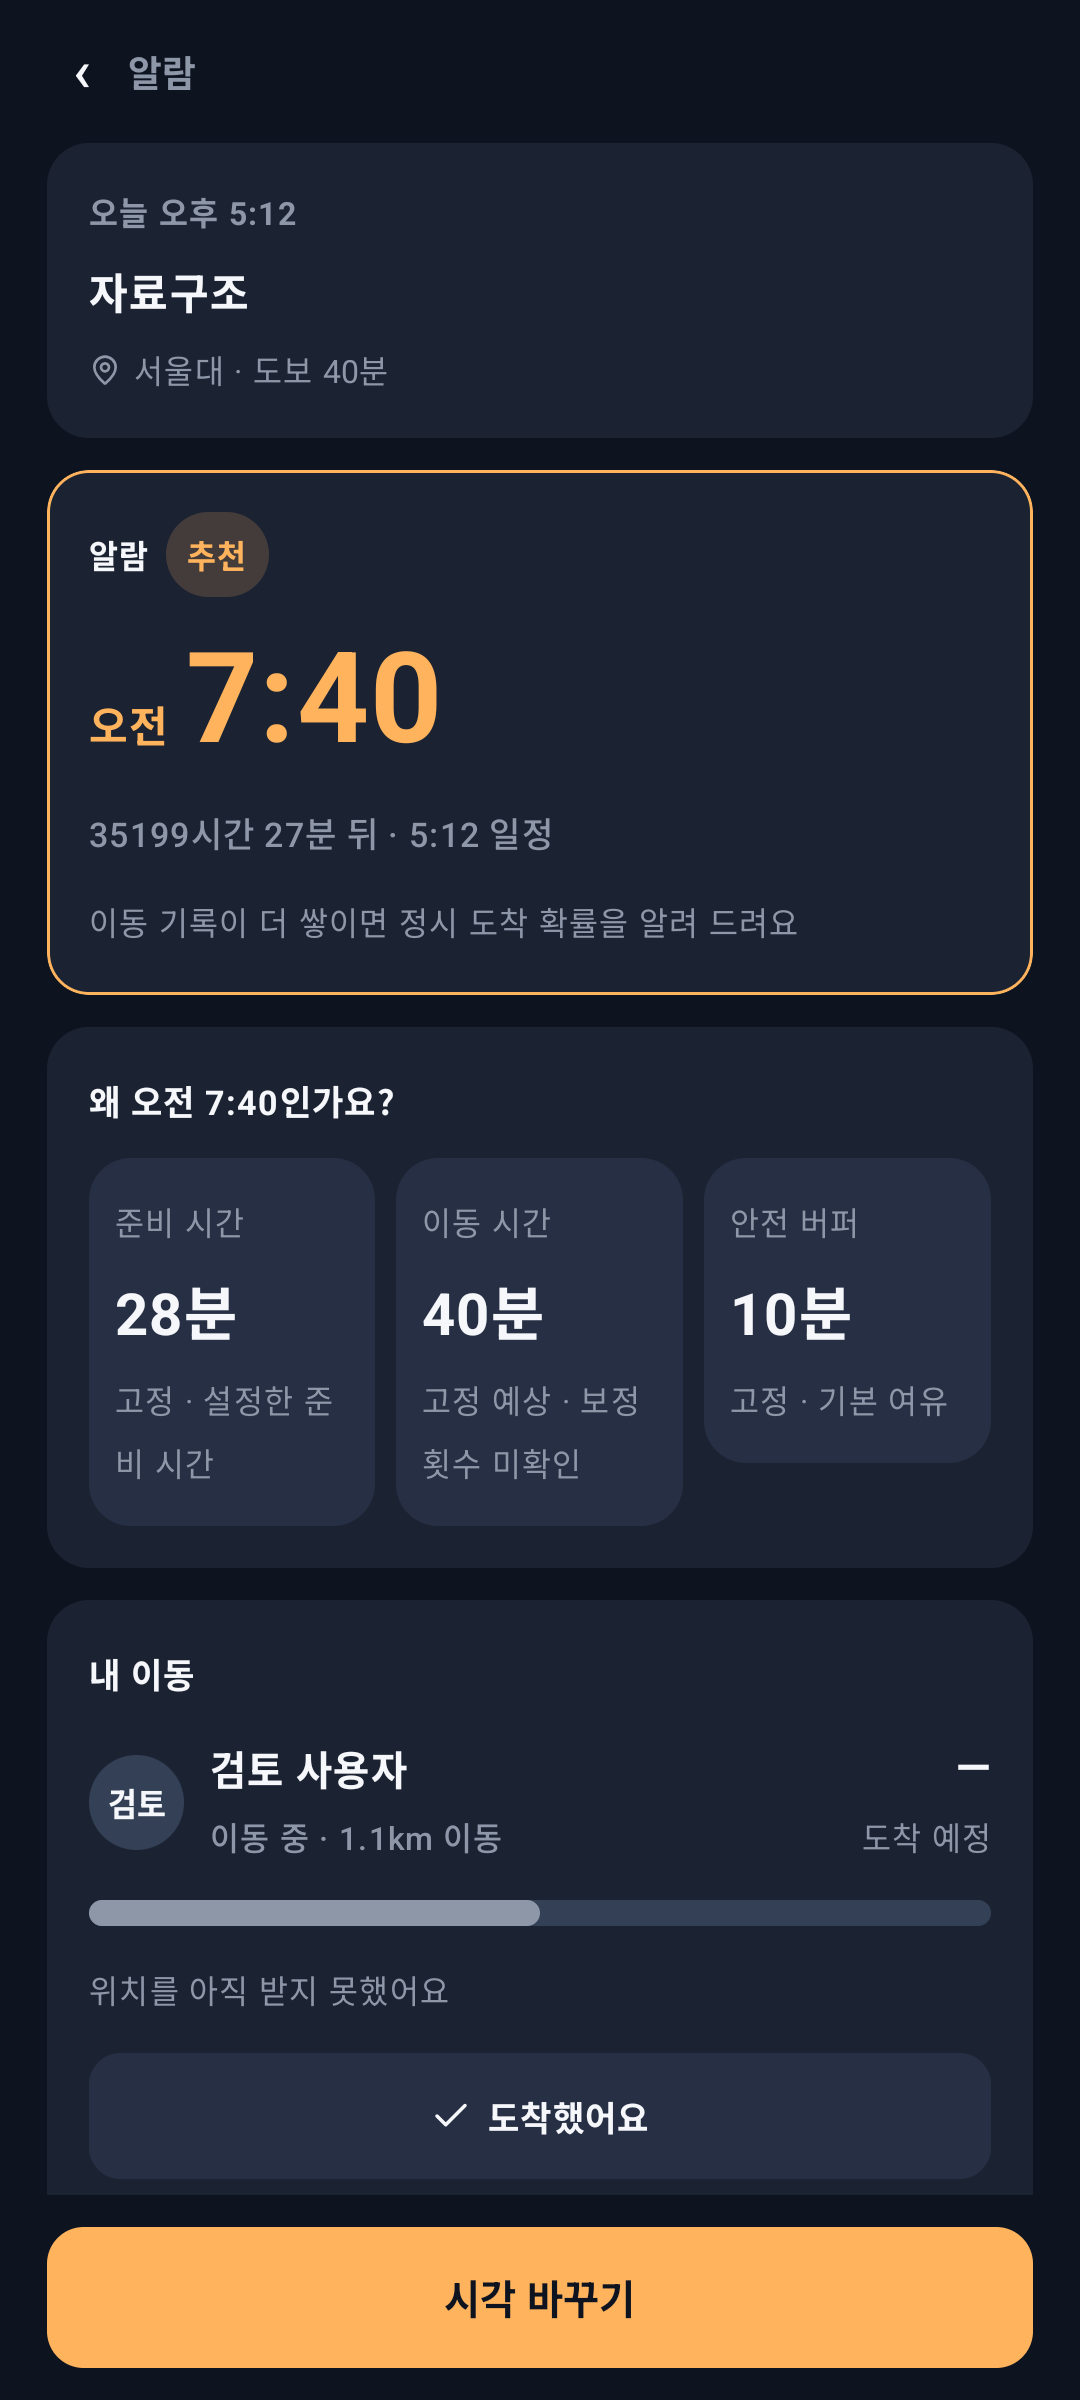 ‹ 알람
오늘 오후 5:12
자료구조
서울대 · 도보 40분
알람 추천
오전 7:40
35199시간 27분 뒤 · 5:12 일정
이동 기록이 더 쌓이면 정시 도착 확률을 알려 드려요
왜 오전 7:40인가요?
준비 시간
28분
고정 · 설정한 준
비 시간
이동 시간
40분
고정 예상 · 보정
횟수 미확인
안전 버퍼
10분
고정 · 기본 여유
내 이동
검토
검토 사용자
이동 중 · 1.1km 이동
—
도착 예정
위치를 아직 받지 못했어요
도착했어요
시각 바꾸기